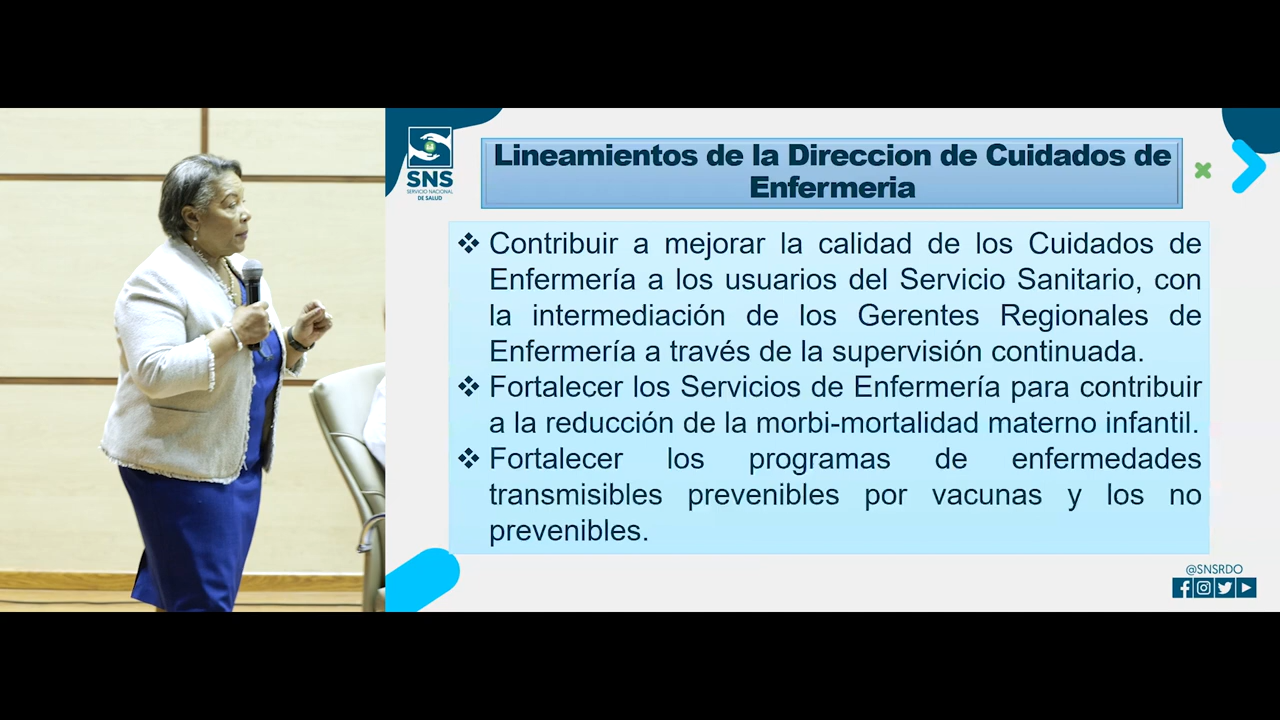 SNS
SERVICIO NACIONAL
DE SALUD
Lineamientos de la Direccion de Cuidados de
Enfermeria
❖ Contribuir a mejorar la calidad de los Cuidados de
Enfermería a los usuarios del Servicio Sanitario, con
la intermediación de los Gerentes Regionales de
Enfermería a través de la supervisión continuada.
❖ Fortalecer los Servicios de Enfermería para contribuir
a la reducción de la morbi-mortalidad materno infantil.
❖ Fortalecer los programas de enfermedades
transmisibles prevenibles por vacunas y los no
prevenibles.
@SNSRDO